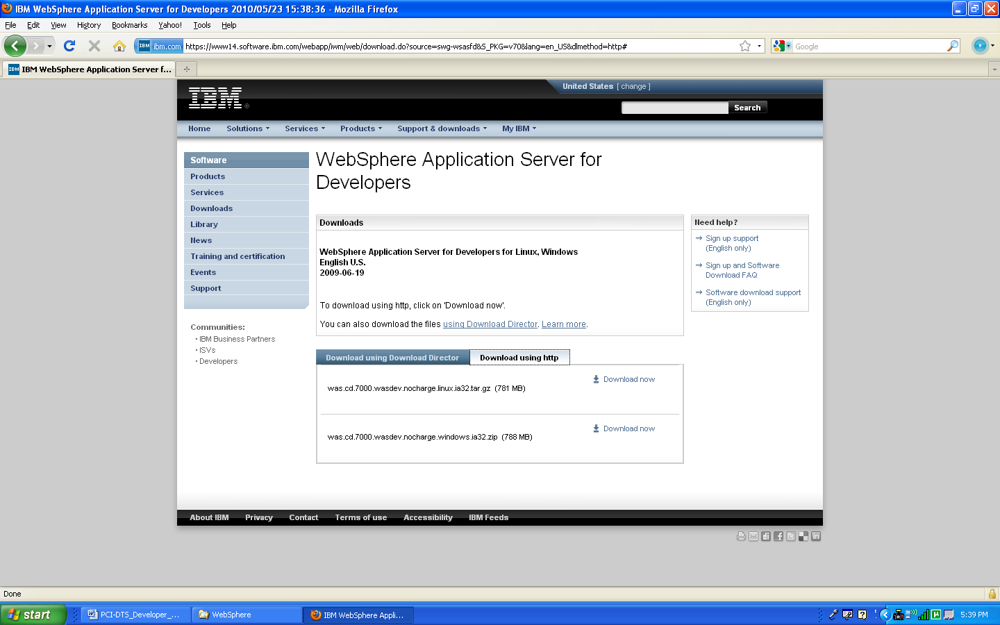 IBM WebSphere Application Server for Developers 2010/05/23 15:38:36 - Mozilla Firefox
File Edit View History Bookmarks Yahoo! Tools Help
IBM ibm.com https://www14.software.ibm.com/webapp/iwm/web/download.do?source=swg-wsasfd&S_PKG=v70&lang=en_US&dlmethod=http# Google
IBM IBM WebSphere Application Server f...
United States [ change ]
IBM®
Search
Home Solutions Services Products Support & downloads My IBM
Software
Products
Services
Downloads
Library
News
Training and certification
Events
Support
Communities:
• IBM Business Partners
• ISVs
• Developers
WebSphere Application Server for
Developers
Downloads
WebSphere Application Server for Developers for Linux, Windows
English U.S.
2009-06-19
To download using http, click on 'Download now'.
You can also download the files using Download Director. Learn more.
Download using Download Director Download using http
Download now
was.cd.7000.wasdev.nocharge.linux.ia32.tar.gz (781 MB)
Download now
was.cd.7000.wasdev.nocharge.windows.ia32.zip (788 MB)
Need help?
Sign up support
(English only)
Sign up and Software
Download FAQ
Software download support
(English only)
About IBM Privacy Contact Terms of use Accessibility IBM Feeds
Done
start PCI-DTS_Developer_... WebSphere IBM WebSphere Appli... 5:39 PM